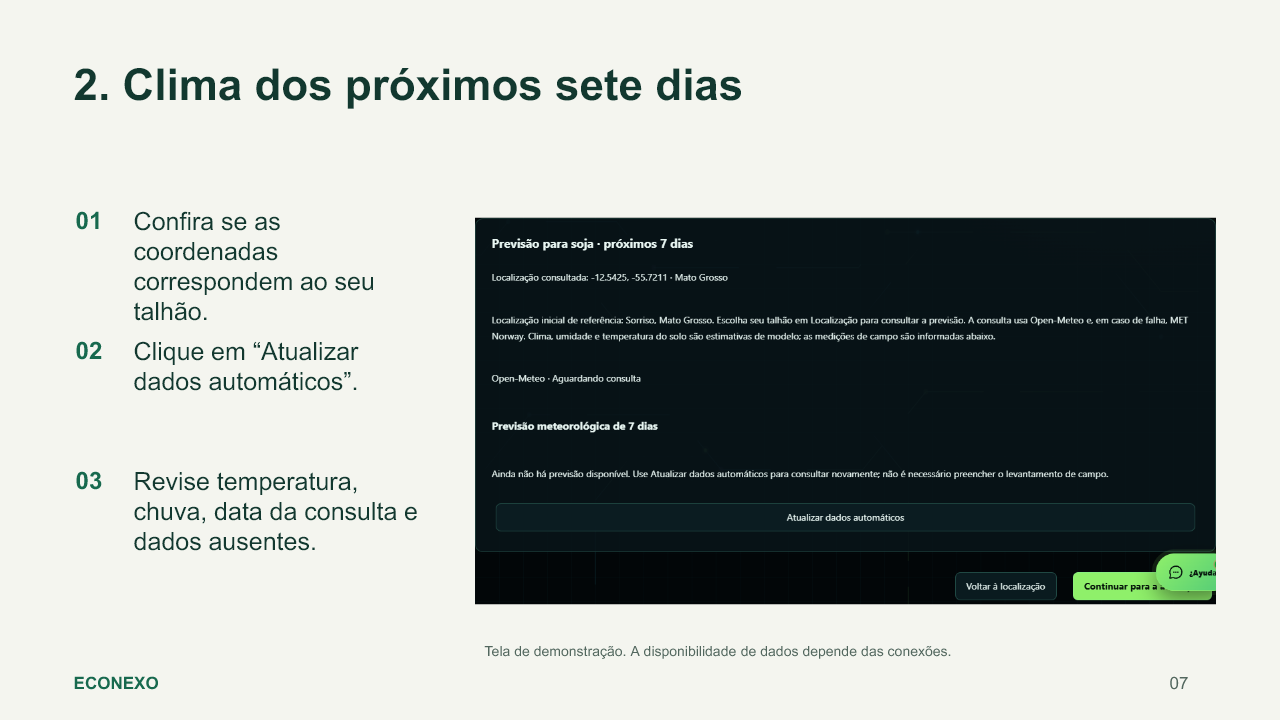 2. Clima dos próximos sete dias
01
Confira se as
coordenadas
correspondem ao seu
talhão.
02
Clique em “Atualizar
dados automáticos”.
03
Revise temperatura,
chuva, data da consulta e
dados ausentes.
Previsão para soja · próximos 7 dias
Localização consultada: -12.5425, -55.7211 · Mato Grosso
Localização inicial de referência: Sorriso, Mato Grosso. Escolha seu talhão em Localização para consultar a previsão. A consulta usa Open-Meteo e, em caso de falha, MET
Norway. Clima, umidade e temperatura do solo são estimativas de modelo; as medições de campo são informadas abaixo.
Open-Meteo · Aguardando consulta
Previsão meteorológica de 7 dias
Ainda não há previsão disponível. Use Atualizar dados automáticos para consultar novamente; não é necessário preencher o levantamento de campo.
Atualizar dados automáticos
Voltar à localização
Continuar para a
¿Ayuda
Tela de demonstração. A disponibilidade de dados depende das conexões.
ECONEXO
07